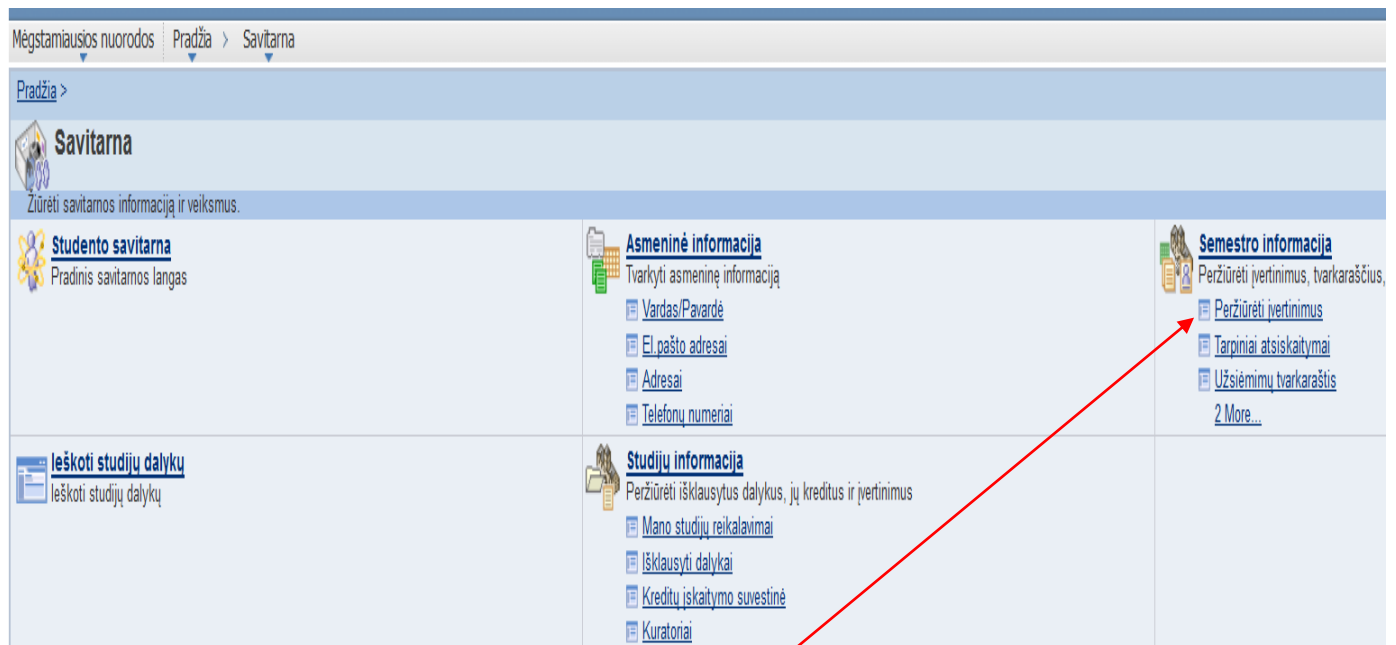 Mėgstamiausios nuorodos Pradžia > Savitarna
Pradžia >
Savitarna
Žiūrėti savitarnos informaciją ir veiksmus.
Studento savitarna
Pradinis savitarnos langas
Asmeninė informacija
Tvarkyti asmeninę informaciją
Vardas/Pavardė
El.pašto adresai
Adresai
Telefonų numeriai
Semestro informacija
Peržiūrėti įvertinimus, tvarkaraščius,
Peržiūrėti įvertinimus
Tarpiniai atsiskaitymai
Užsiėmimų tvarkaraštis
2 More...
Ieškoti studijų dalykų
Ieškoti studijų dalykų
Studijų informacija
Peržiūrėti išklausytus dalykus, jų kreditus ir įvertinimus
Mano studijų reikalavimai
Išklausyti dalykai
Kreditų įskaitymo suvestinė
Kuratoriai